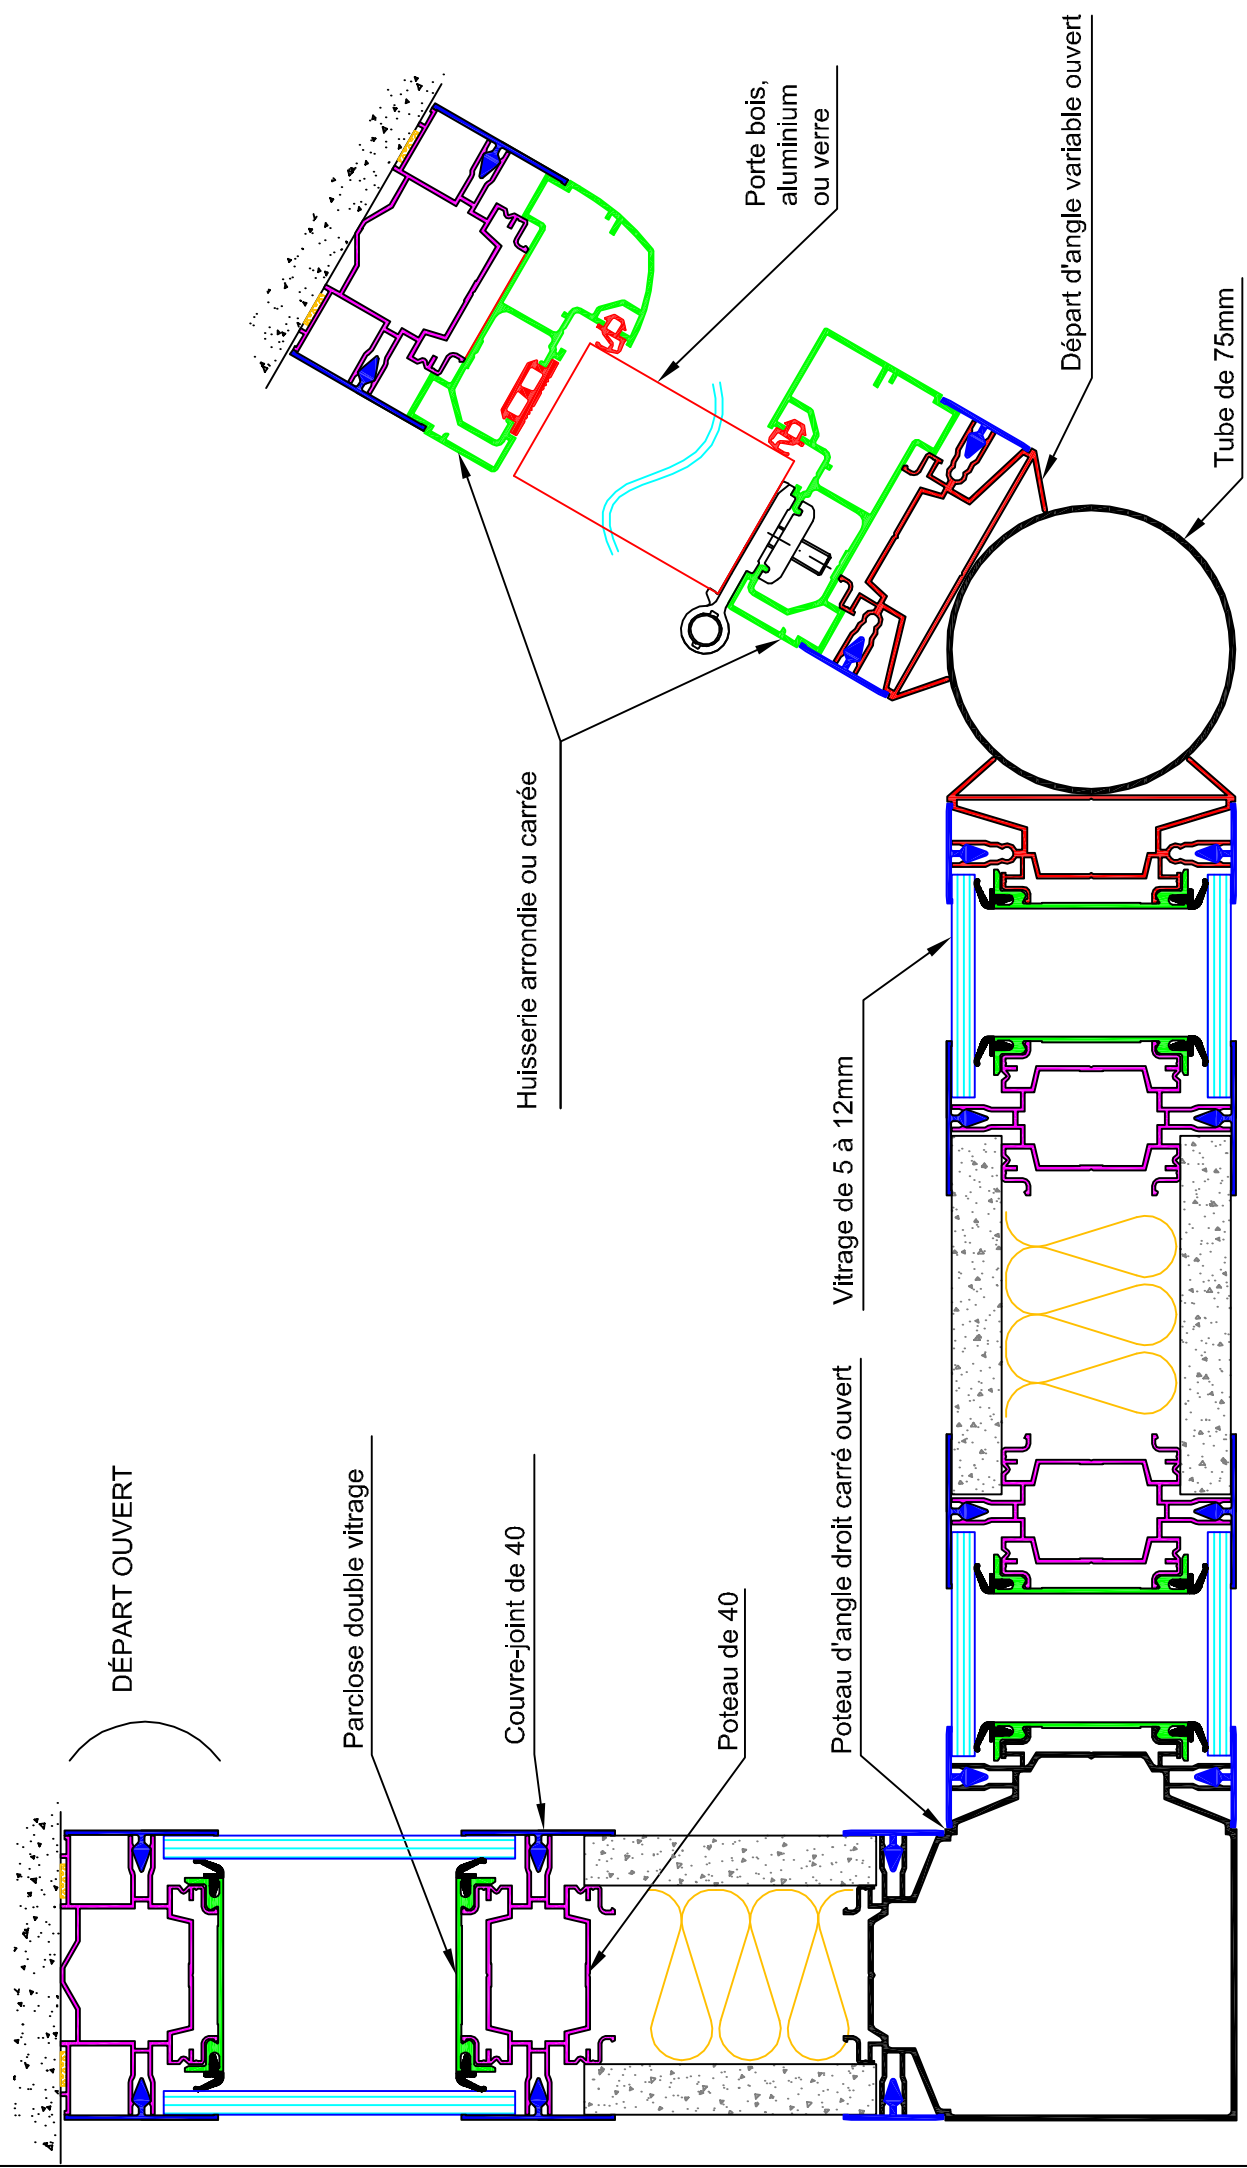 DÉPART OUVERT
Parclose double vitrage
Couvre-joint de 40
Poteau de 40
Poteau d'angle droit carré ouvert
Vitrage de 5 à 12mm
Huisserie arrondie ou carrée
Porte bois,
aluminium
ou verre
Départ d'angle variable ouvert
Tube de 75mm